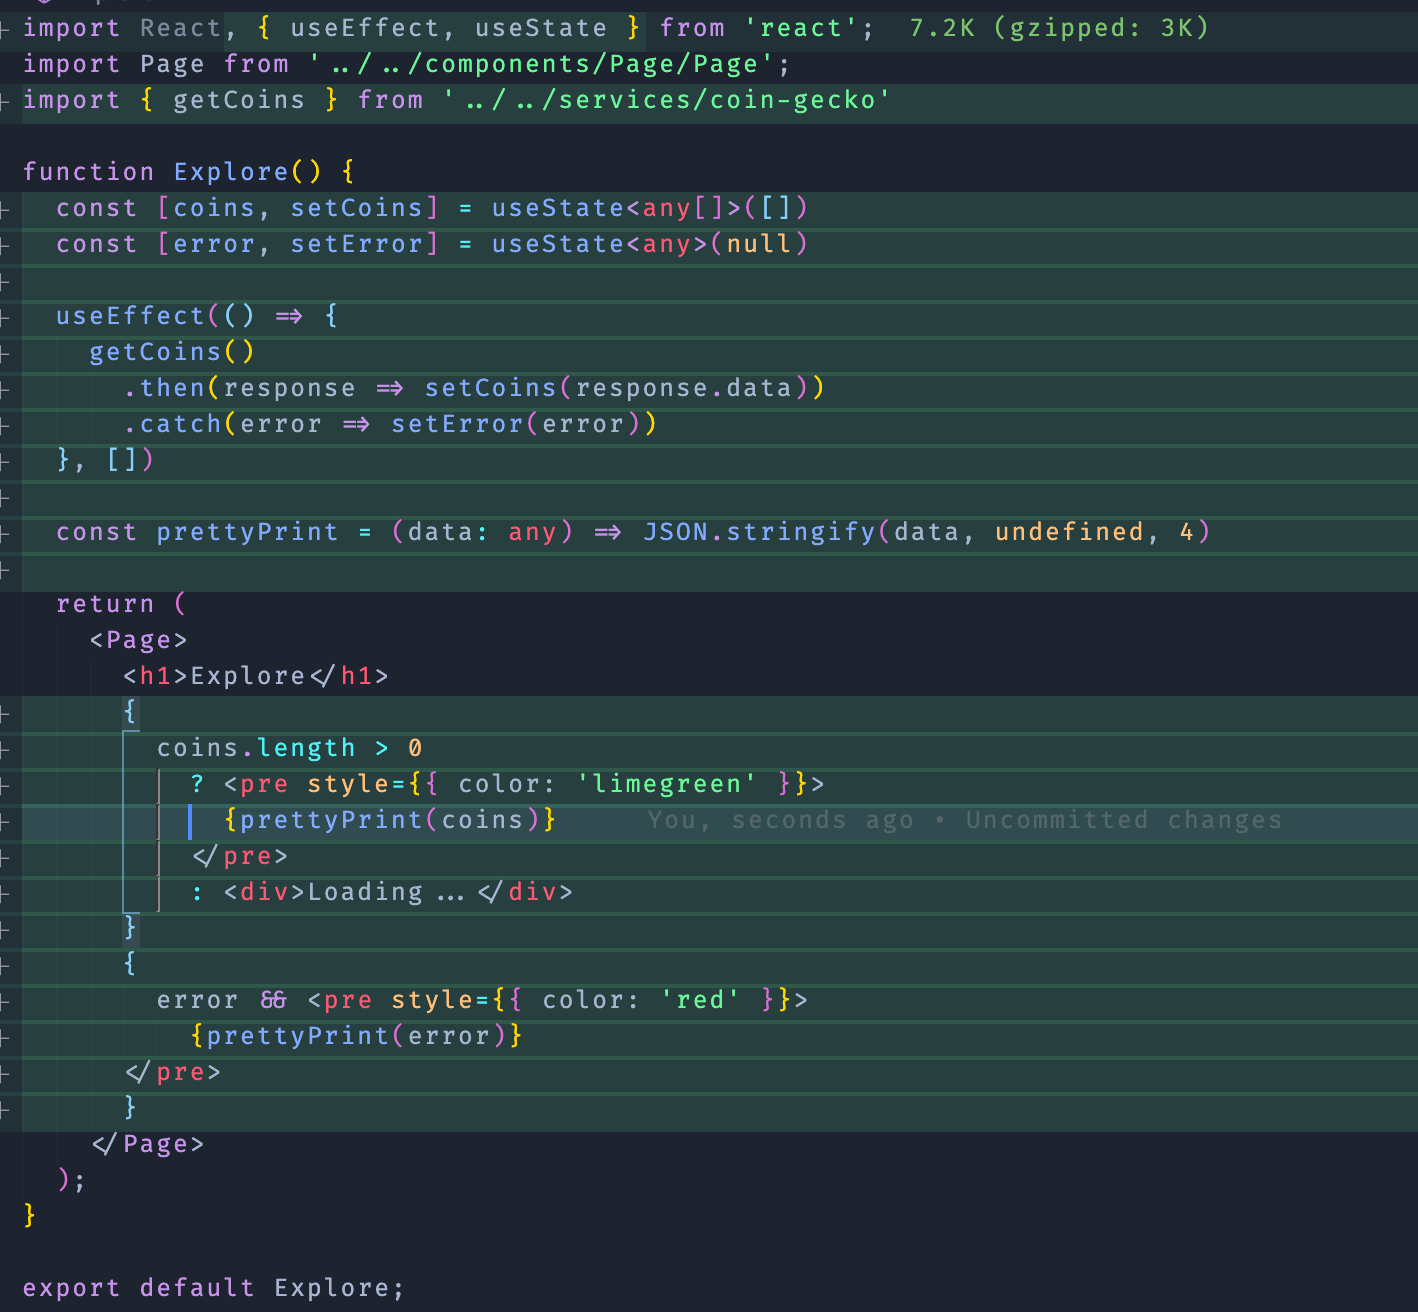 import React, { useEffect, useState } from 'react'; 7.2K (gzipped: 3K)
import Page from '../../components/Page/Page';
import { getCoins } from '../../services/coin-gecko'
function Explore() {
const [coins, setCoins] = useState<any[]>([])
const [error, setError] = useState<any>(null)
useEffect(() => {
getCoins()
.then(response => setCoins(response.data))
.catch(error => setError(error))
}, [])
const prettyPrint = (data: any) => JSON.stringify(data, undefined, 4)
return (
<Page>
<h1>Explore</h1>
{
coins.length > 0
? <pre style={{ color: 'limegreen' }}>
{prettyPrint(coins)} You, seconds ago • Uncommitted changes
</pre>
: <div>Loading...</div>
}
{
error && <pre style={{ color: 'red' }}>
{prettyPrint(error)}
</pre>
}
</Page>
);
}
export default Explore;